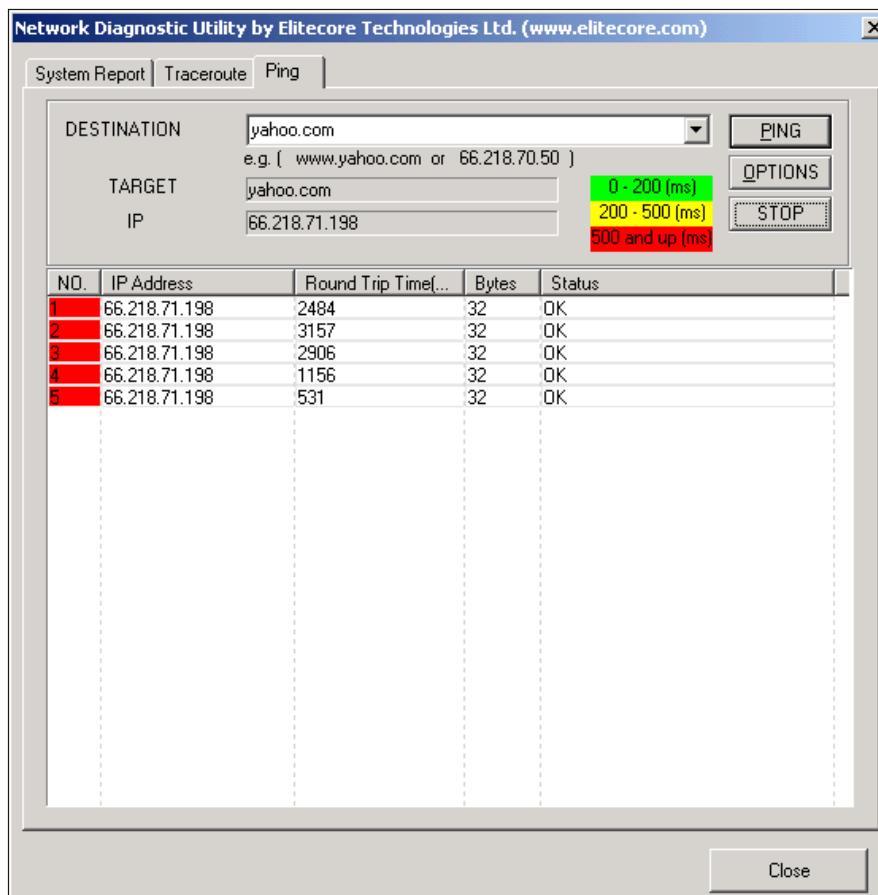 Network Diagnostic Utility by Elitecore Technologies Ltd. (www.elitecore.com)
System Report Traceroute Ping
DESTINATION yahoo.com PING
e.g. ( www.yahoo.com or 66.218.70.50 )
OPTIONS
TARGET yahoo.com 0 - 200 (ms)
IP 66.218.71.198 200 - 500 (ms) STOP
500 and up (ms)
NO. IP Address Round Trip Time(... Bytes Status
1 66.218.71.198 2484 32 OK
2 66.218.71.198 3157 32 OK
3 66.218.71.198 2906 32 OK
4 66.218.71.198 1156 32 OK
5 66.218.71.198 531 32 OK
Close